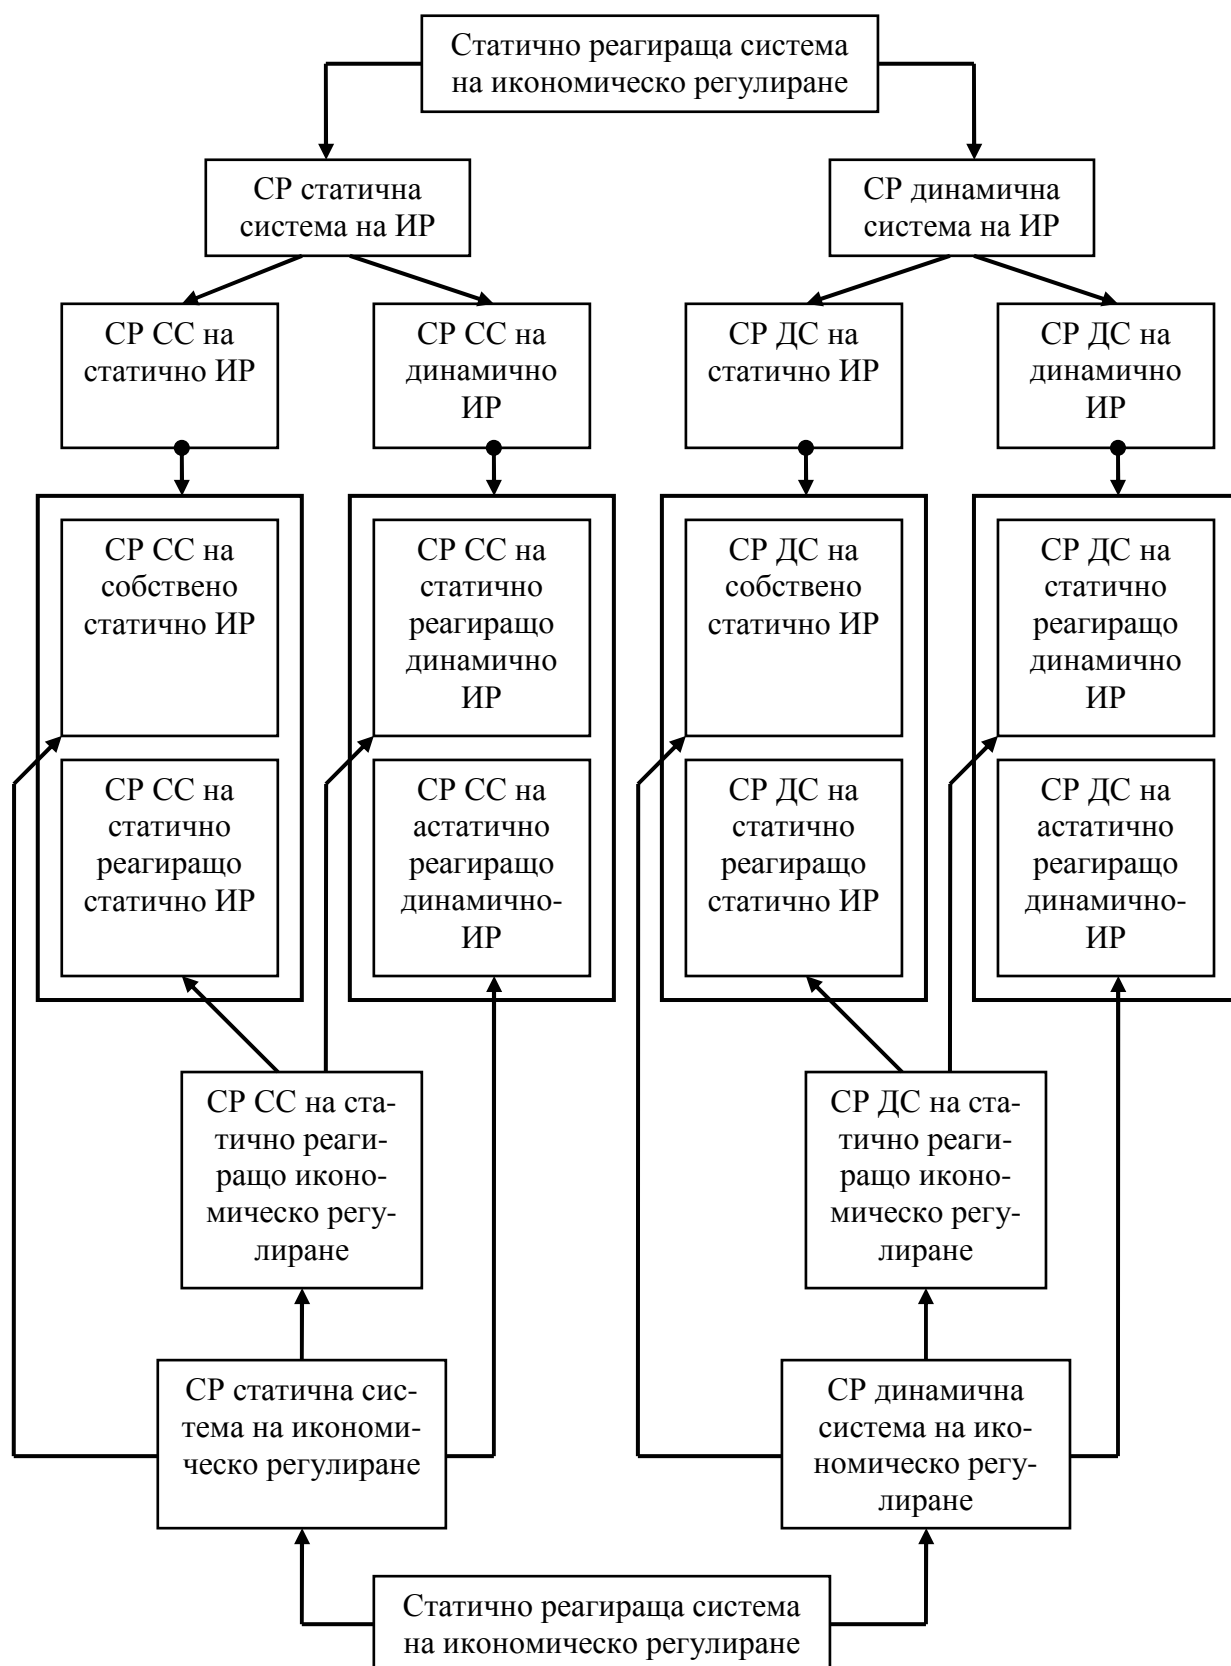 Статично реагираща система
на икономическо регулиране
СР статична
система на ИР
СР динамична
система на ИР
СР СС на
статично ИР
СР СС на
динамично
ИР
СР ДС на
статично ИР
СР ДС на
динамично
ИР
СР СС на
собствено
статично ИР
СР СС на
статично
реагиращо
динамично
ИР
СР ДС на
собствено
статично ИР
СР ДС на
статично
реагиращо
динамично
ИР
СР СС на
статично
реагиращо
статично ИР
СР СС на
астатично
реагиращо
динамично-
ИР
СР ДС на
статично
реагиращо
статично ИР
СР ДС на
астатично
реагиращо
динамично-
ИР
СР СС на ста-
тично реаги-
ращо иконо-
мическо регу-
лиране
СР ДС на ста-
тично реаги-
ращо иконо-
мическо регу-
лиране
СР статична сис-
тема на икономи-
ческо регулиране
СР динамична
система на ико-
номическо регу-
лиране
Статично реагираща система
на икономическо регулиране